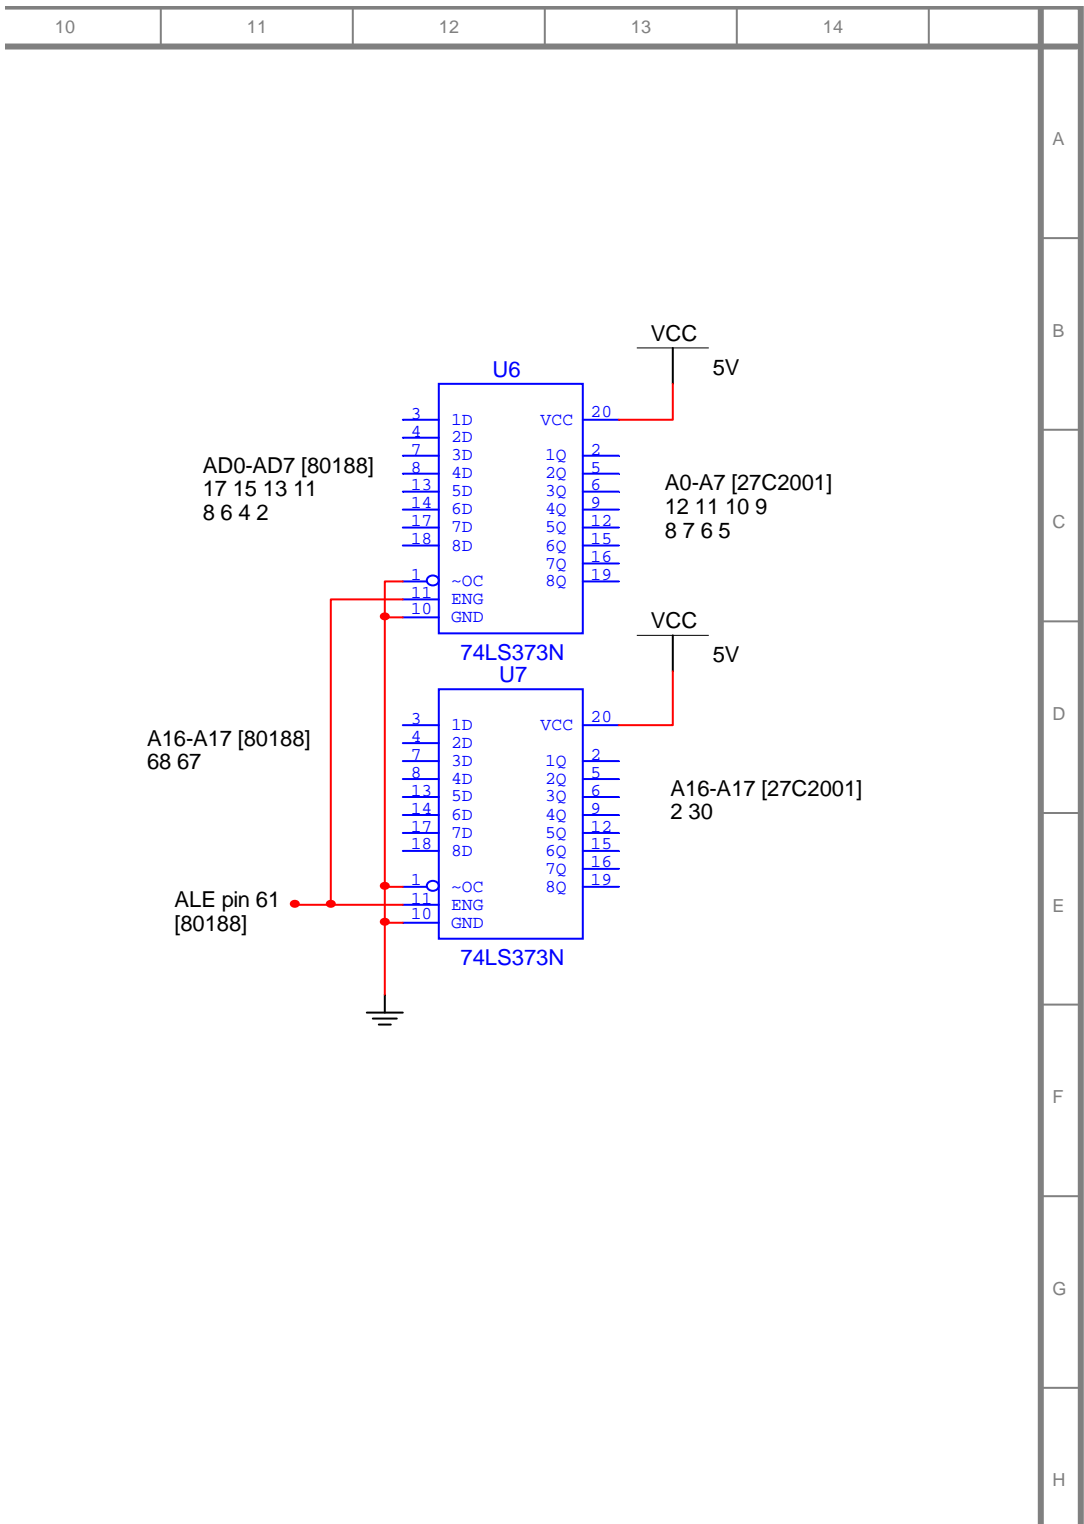 10 11 12 13 14
A
B
C
D
E
F
G
H
VCC
5V
U6
AD0-AD7 [80188]
17 15 13 11
8 6 4 2
3 1D VCC 20
4 2D
7 3D 1Q 2
8 4D 2Q 5
13 5D 3Q 6
14 6D 4Q 9
17 7D 5Q 12
18 8D 6Q 15
7Q 16
1 ~OC 8Q 19
11 ENG
10 GND
A0-A7 [27C2001]
12 11 10 9
8 7 6 5
74LS373N
VCC
5V
U7
A16-A17 [80188]
68 67
3 1D VCC 20
4 2D
7 3D 1Q 2
8 4D 2Q 5
13 5D 3Q 6
14 6D 4Q 9
17 7D 5Q 12
18 8D 6Q 15
7Q 16
1 ~OC 8Q 19
11 ENG
10 GND
A16-A17 [27C2001]
2 30
ALE pin 61
[80188]
74LS373N